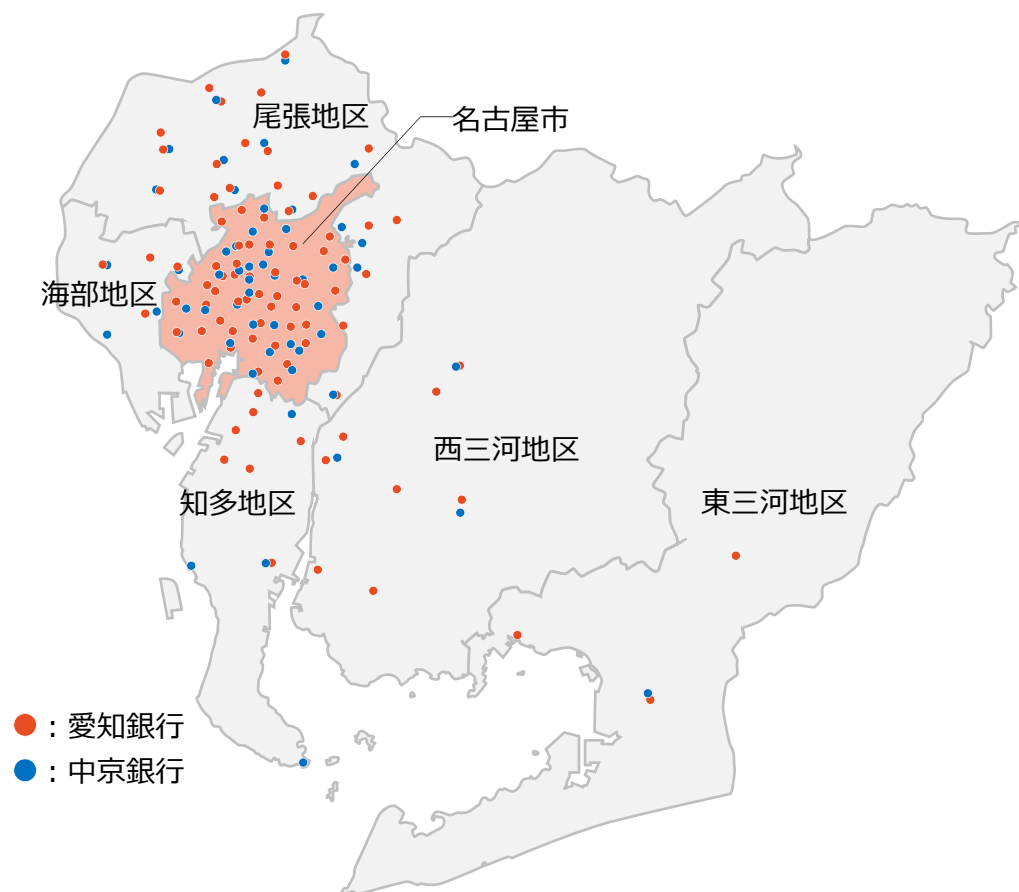 尾張地区
名古屋市
海部地区
西三河地区
知多地区
東三河地区
：愛知銀行
：中京銀行